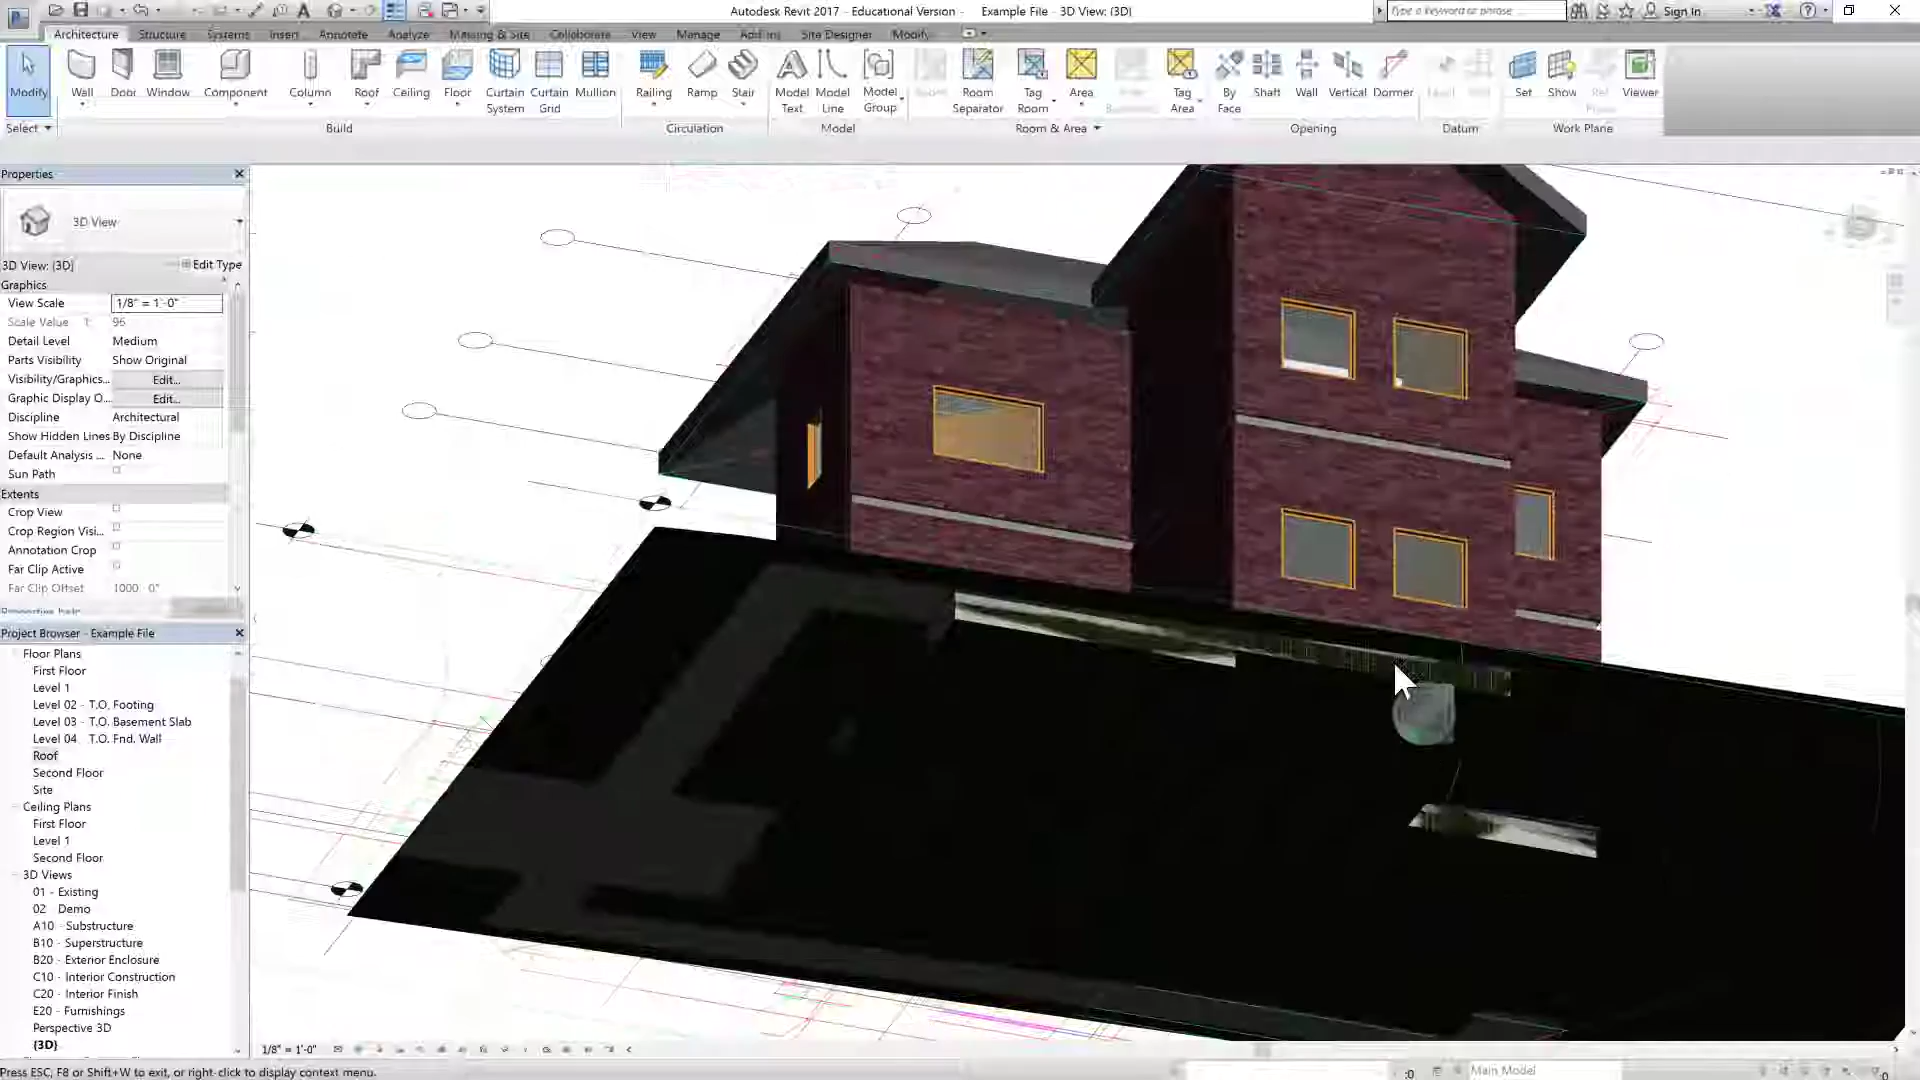 Autodesk Revit 2017 - Educational Version - Example File - 3D View: {3D}
Type a keyword or phrase
Sign In
Architecture Structure Systems Insert Annotate Analyze Massing & Site Collaborate View Manage Add-Ins Site Designer Modify
Modify Wall Door Window Component Column Roof Ceiling Floor Curtain System Curtain Grid Mullion Railing Ramp Stair Model Text Model Line Model Group Room Separator Tag Room Area Tag Area By Face Shaft Wall Vertical Dormer Set Show Viewer
Select Build Circulation Model Room & Area Opening Datum Work Plane
Properties
3D View
3D View: {3D} Edit Type
Graphics
View Scale 1/8" = 1'-0"
Scale Value 1: 96
Detail Level Medium
Parts Visibility Show Original
Visibility/Graphics... Edit...
Graphic Display O... Edit...
Discipline Architectural
Show Hidden Lines By Discipline
Default Analysis ... None
Sun Path
Extents
Crop View
Crop Region Visi...
Annotation Crop
Far Clip Active
Far Clip Offset 1000' 0"
Properties help
Project Browser - Example File
Floor Plans
First Floor
Level 1
Level 02 - T.O. Footing
Level 03 - T.O. Basement Slab
Level 04 - T.O. Fnd. Wall
Roof
Second Floor
Site
Ceiling Plans
First Floor
Level 1
Second Floor
3D Views
01 - Existing
02 - Demo
A10 - Substructure
B10 - Superstructure
B20 - Exterior Enclosure
C10 - Interior Construction
C20 - Interior Finish
E20 - Furnishings
Perspective 3D
{3D}
1/8" = 1'-0"
Press ESC, F8 or Shift+W to exit, or right-click to display context menu.
:0 Main Model :0